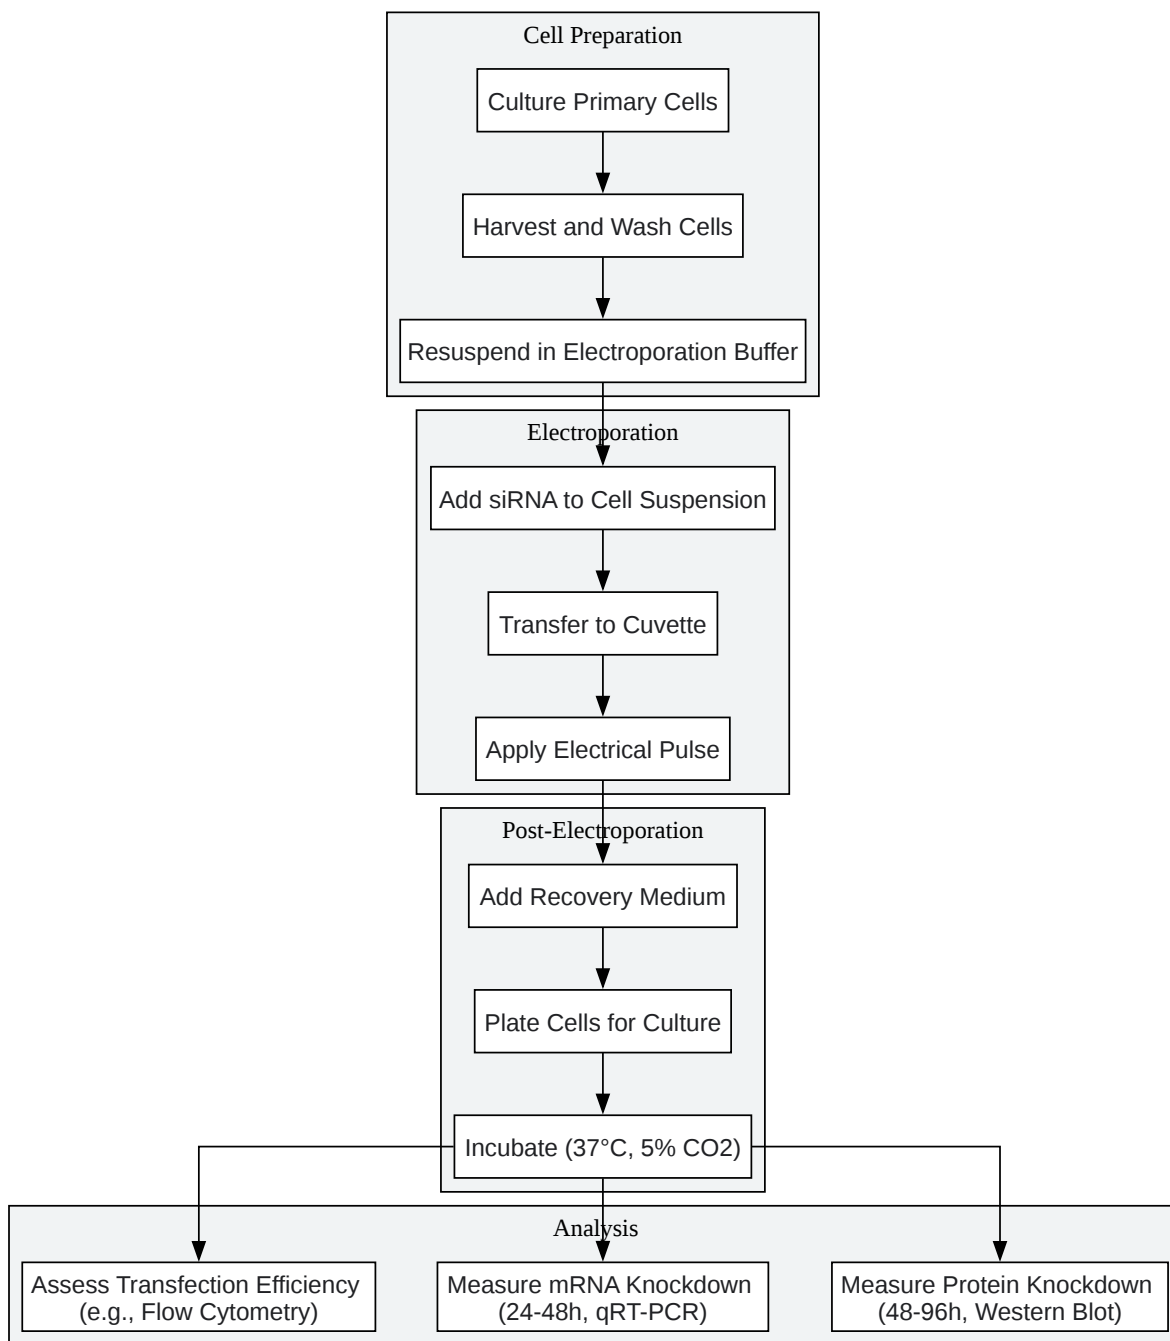 Cell Preparation
Culture Primary Cells
Harvest and Wash Cells
Resuspend in Electroporation Buffer
Electroporation
Add siRNA to Cell Suspension
Transfer to Cuvette
Apply Electrical Pulse
Post-Electroporation
Add Recovery Medium
Plate Cells for Culture
Incubate (37°C, 5% CO2)
Analysis
Assess Transfection Efficiency
(e.g., Flow Cytometry)
Measure mRNA Knockdown
(24-48h, qRT-PCR)
Measure Protein Knockdown
(48-96h, Western Blot)